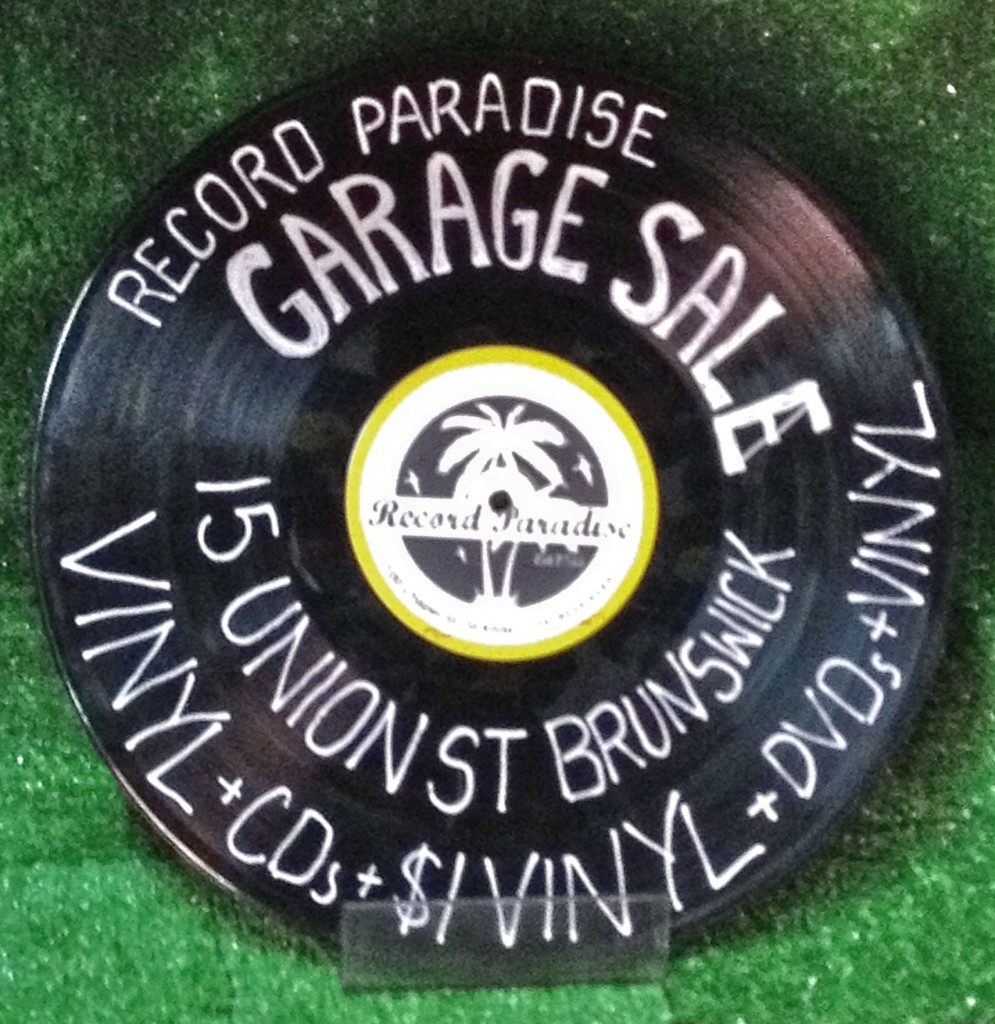 RECORD PARADISE
GARAGE SALE
Record Paradise
15 UNION ST BRUNSWICK
VINYL + CDs + $1 VINYL + DVDs + VINYL